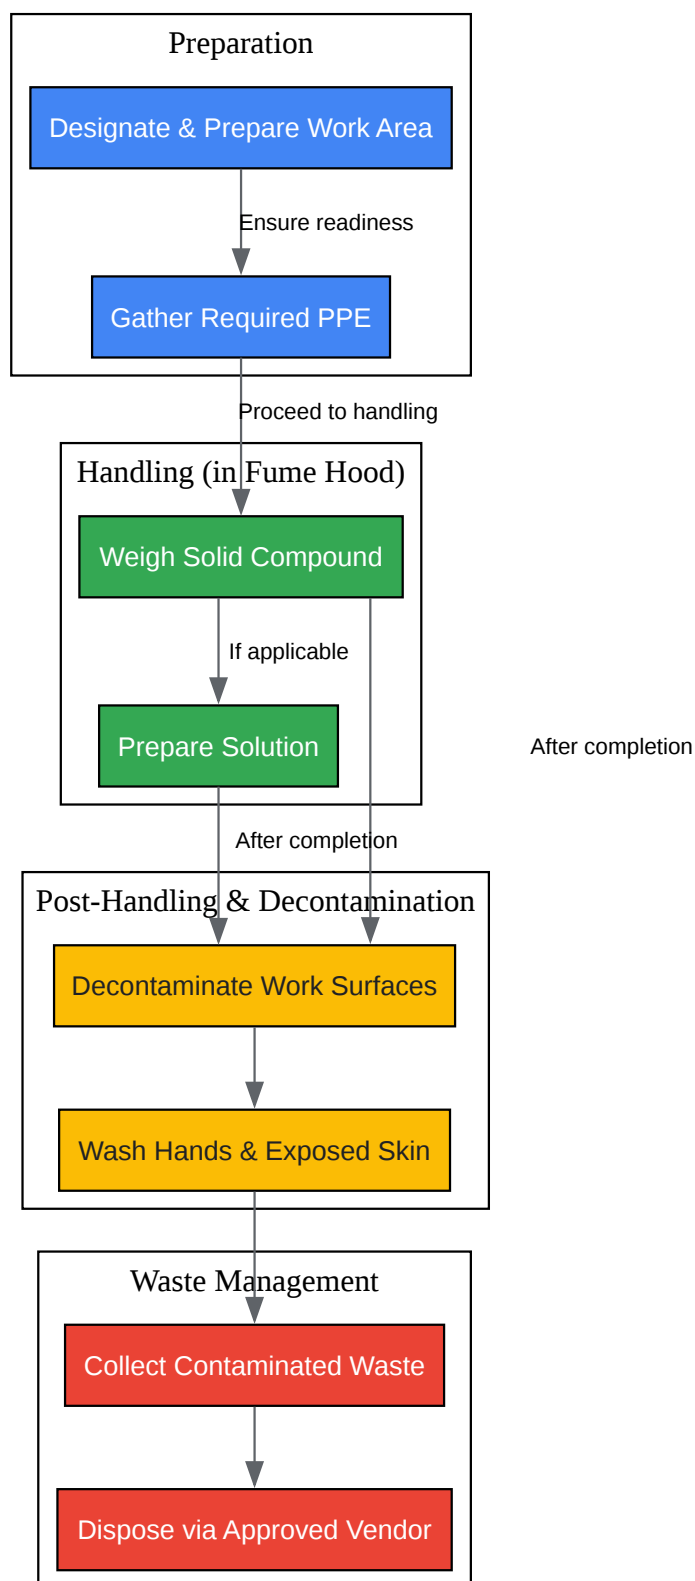 Preparation
Designate & Prepare Work Area
Ensure readiness
Gather Required PPE
Proceed to handling
Handling (in Fume Hood)
Weigh Solid Compound
If applicable
Prepare Solution
After completion
After completion
Post-Handling & Decontamination
Decontaminate Work Surfaces
Wash Hands & Exposed Skin
Waste Management
Collect Contaminated Waste
Dispose via Approved Vendor